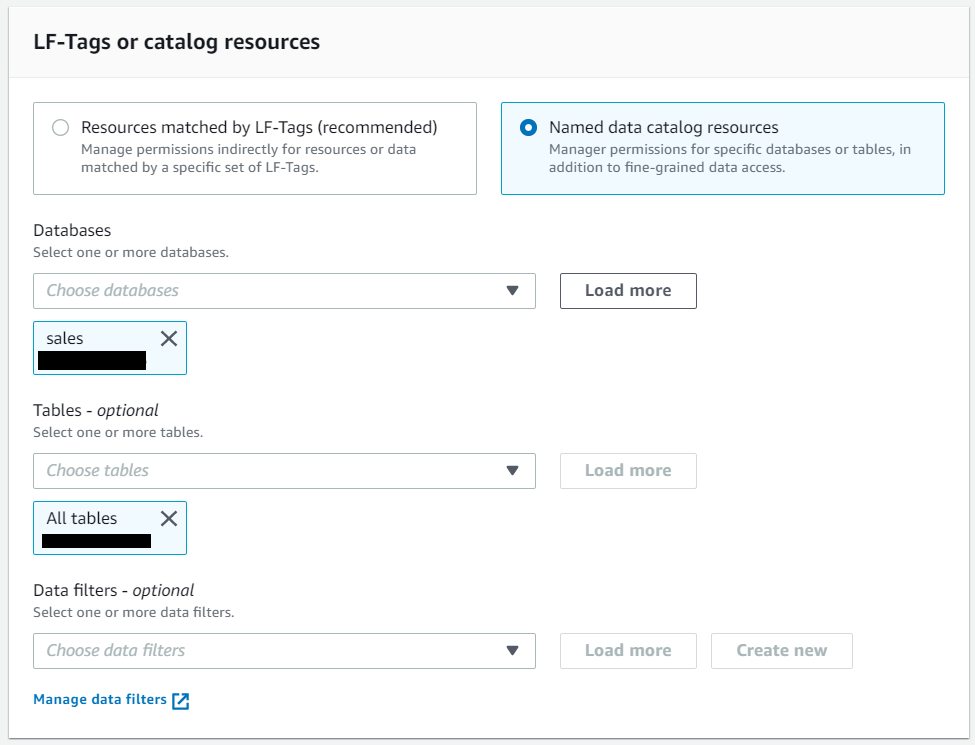 LF-Tags or catalog resources
Resources matched by LF-Tags (recommended)
Manage permissions indirectly for resources or data
matched by a specific set of LF-Tags.
Named data catalog resources
Manager permissions for specific databases or tables, in
addition to fine-grained data access.
Databases
Select one or more databases.
Choose databases
Load more
sales
Tables - optional
Select one or more tables.
Choose tables
Load more
All tables
Data filters - optional
Select one or more data filters.
Choose data filters
Load more
Create new
Manage data filters